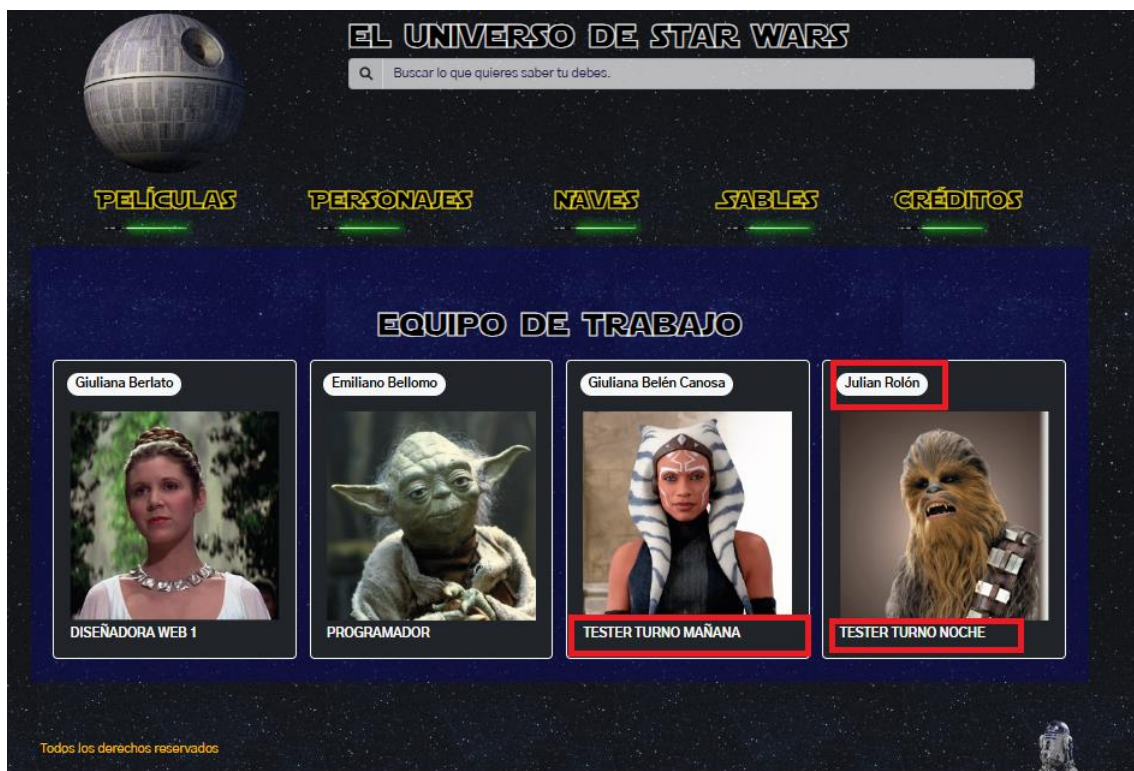 EL UNIVERSO DE STAR WARS
Buscar lo que quieres saber tu debes.
PELÍCULAS PERSONAJES NAVES SABLES CRÉDITOS
EQUIPO DE TRABAJO
Giuliana Berlato Emiliano Bellomo Giuliana Belén Canosa Julian Rolón
DISEÑADORA WEB 1 PROGRAMADOR TESTER TURNO MAÑANA TESTER TURNO NOCHE
Todos los derechos reservados